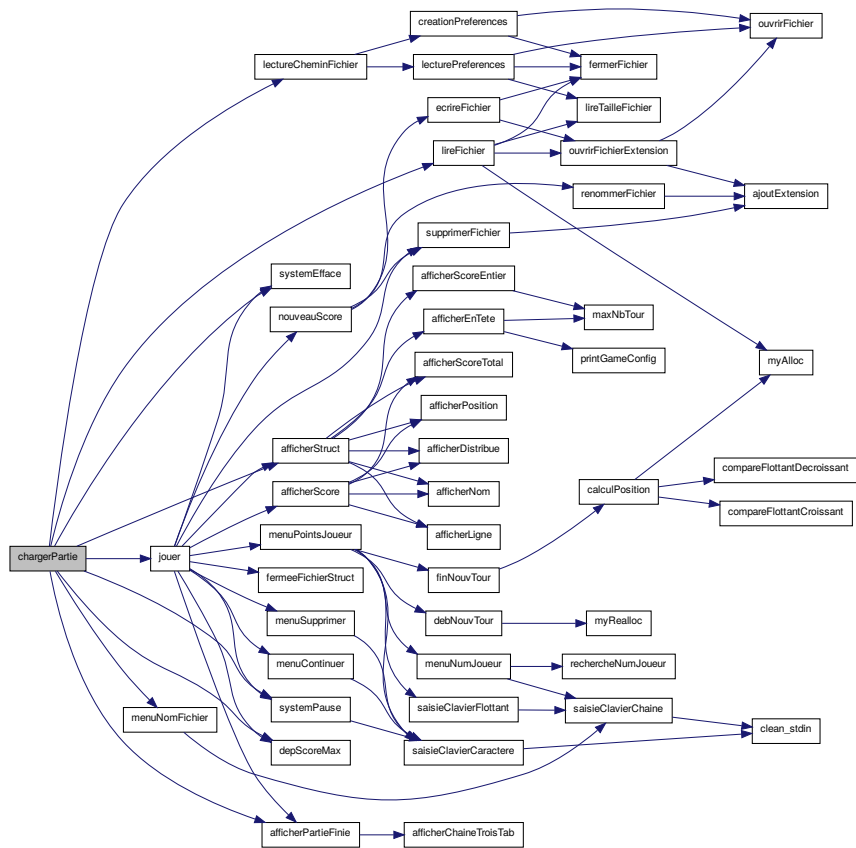 creationPreferences
ouvrirFichier
lectureCheminFichier
lecturePreferences
fermerFichier
ecrireFichier
lireTailleFichier
lireFichier
ouvrirFichierExtension
renommerFichier
ajoutExtension
supprimerFichier
systemEfface
afficherScoreEntier
nouveauScore
afficherEnTete
maxNbTour
printGameConfig
afficherScoreTotal
myAlloc
afficherPosition
afficherStruct
afficherDistribue
compareFlottantDecroissant
afficherScore
afficherNom
calculPosition
compareFlottantCroissant
menuPointsJoueur
afficherLigne
chargerPartie
jouer
fermeeFichierStruct
finNouvTour
menuSupprimer
debNouvTour
myRealloc
menuContinuer
menuNumJoueur
rechercheNumJoueur
systemPause
saisieClavierFlottant
saisieClavierChaine
menuNomFichier
clean_stdin
depScoreMax
saisieClavierCaractere
afficherPartieFinie
afficherChaineTroisTab